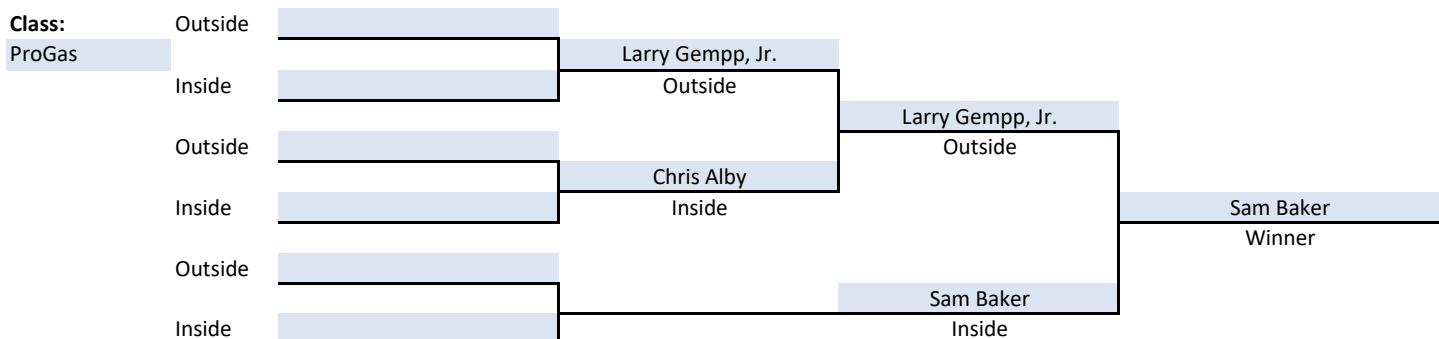 Class: Outside
ProGas Larry Gempp, Jr.
Inside Outside
Larry Gempp, Jr.
Outside Outside
Chris Alby
Inside Inside Sam Baker
Winner
Outside
Sam Baker
Inside Inside